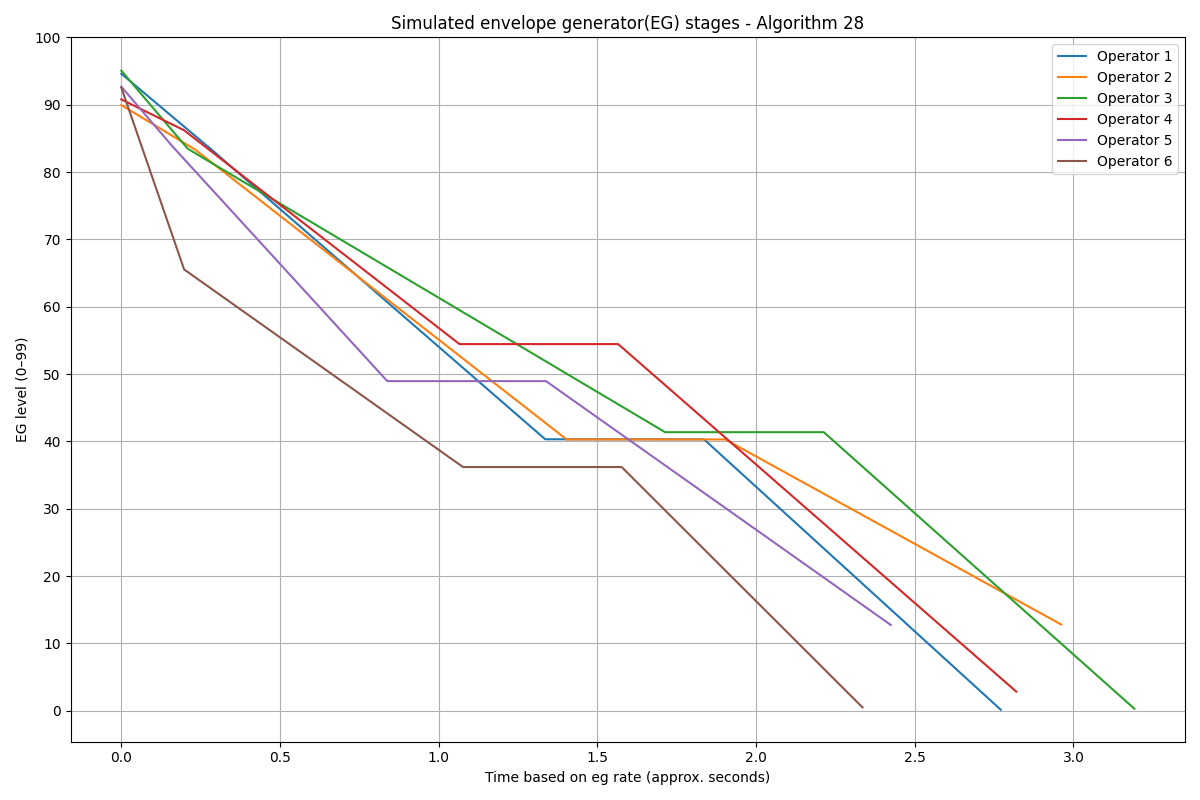 Simulated envelope generator(EG) stages - Algorithm 28
100
90
80
70
60
50
40
30
20
10
0
EG level (0–99)
Operator 1
Operator 2
Operator 3
Operator 4
Operator 5
Operator 6
0.0 0.5 1.0 1.5 2.0 2.5 3.0
Time based on eg rate (approx. seconds)